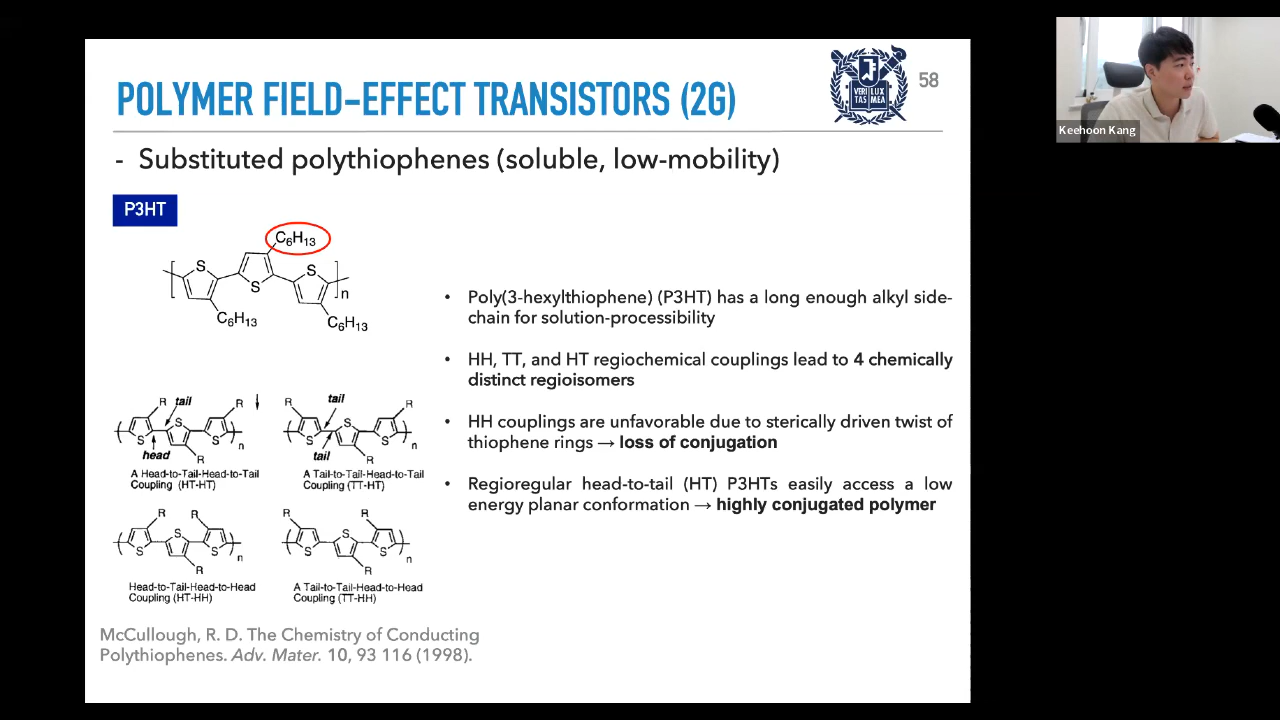 POLYMER FIELD-EFFECT TRANSISTORS (2G)
VERI LUX
TAS MEA
58
- Substituted polythiophenes (soluble, low-mobility)
P3HT
C6H13
S
S
S
n
C6H13
C6H13
• Poly(3-hexylthiophene) (P3HT) has a long enough alkyl side-
chain for solution-processibility
• HH, TT, and HT regiochemical couplings lead to 4 chemically
distinct regioisomers
• HH couplings are unfavorable due to sterically driven twist of
thiophene rings → loss of conjugation
• Regioregular head-to-tail (HT) P3HTs easily access a low
energy planar conformation → highly conjugated polymer
R tail R
S S S n
head R
A Head-to-Tail-Head-to-Tail
Coupling (HT-HT)
R tail R
S S S n
tail R
A Tail-to-Tail-Head-to-Tail
Coupling (TT-HT)
R R
S S S n
R
Head-to-Tail-Head-to-Head
Coupling (HT-HH)
R R
S S S n
R
A Tail-to-Tail-Head-to-Head
Coupling (TT-HH)
McCullough, R. D. The Chemistry of Conducting
Polythiophenes. Adv. Mater. 10, 93 116 (1998).
Keehoon Kang